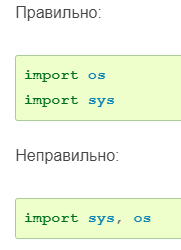 Правильно:
import os
import sys
Неправильно:
import sys, os